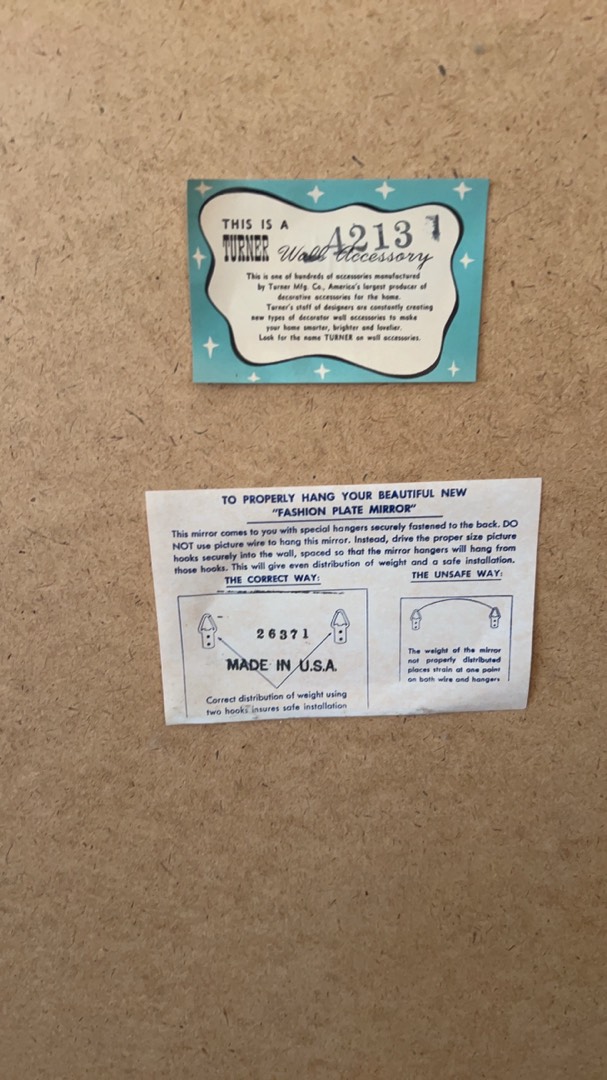 THIS IS A
4213
TURNER Wall Accessory
This is one of hundreds of accessories manufactured
by Turner Mfg. Co., America's largest producer of
decorative accessories for the home.
Turner's staff of designers are constantly creating
new types of decorator wall accessories to make
your home smarter, brighter and lovelier.
Look for the name TURNER on wall accessories.
TO PROPERLY HANG YOUR BEAUTIFUL NEW
"FASHION PLATE MIRROR"
This mirror comes to you with special hangers securely fastened to the back. DO
NOT use picture wire to hang this mirror. Instead, drive the proper size picture
hooks securely into the wall, spaced so that the mirror hangers will hang from
those hooks. This will give even distribution of weight and a safe installation.
THE CORRECT WAY:
26371
MADE IN U.S.A.
Correct distribution of weight using
two hooks insures safe installation
THE UNSAFE WAY:
The weight of the mirror
not properly distributed
places strain at one point
on both wire and hangers